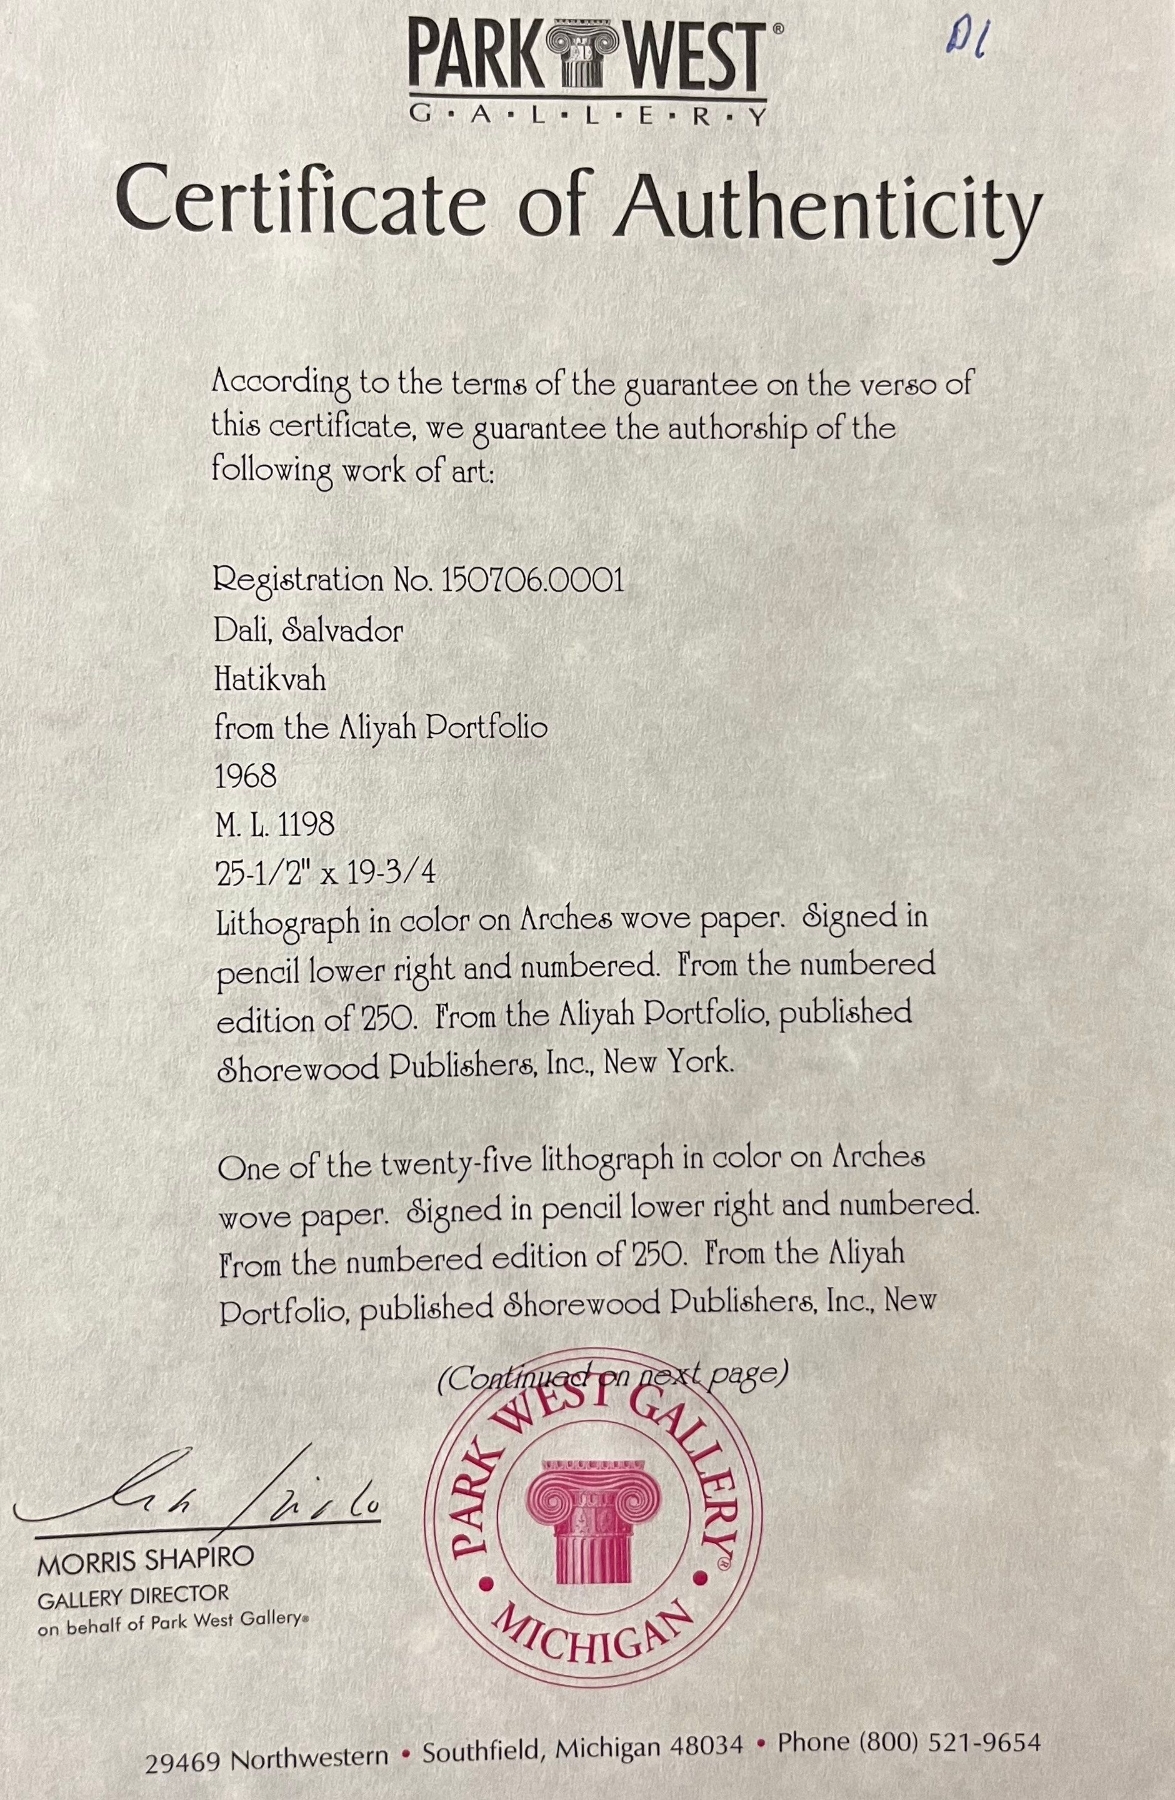 PARK WEST®
G·A·L·L·E·R·Y
Certificate of Authenticity
According to the terms of the guarantee on the verso of
this certificate, we guarantee the authorship of the
following work of art:
Registration No. 150706.0001
Dali, Salvador
Hatikvah
from the Aliyah Portfolio
1968
M. L. 1198
25-1/2" x 19-3/4
Lithograph in color on Arches wove paper. Signed in
pencil lower right and numbered. From the numbered
edition of 250. From the Aliyah Portfolio, published
Shorewood Publishers, Inc., New York.
One of the twenty-five lithograph in color on Arches
wove paper. Signed in pencil lower right and numbered.
From the numbered edition of 250. From the Aliyah
Portfolio, published Shorewood Publishers, Inc., New
(Continued on next page)
PARK WEST GALLERY®
• MICHIGAN •
MORRIS SHAPIRO
GALLERY DIRECTOR
on behalf of Park West Gallery®
29469 Northwestern • Southfield, Michigan 48034 • Phone (800) 521-9654